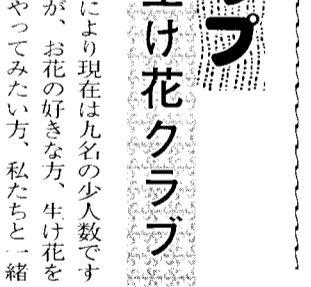 プ
け花クラブ
により現在は九名の少人数です
が、お花の好きな方、生け花を
やってみたい方、私たちと一緒